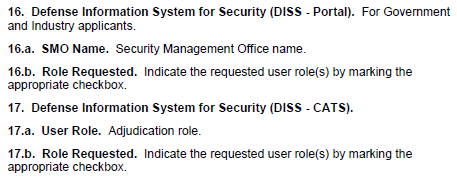 16. Defense Information System for Security (DISS - Portal). For Government
and Industry applicants.
16.a. SMO Name. Security Management Office name.
16.b. Role Requested. Indicate the requested user role(s) by marking the
appropriate checkbox.
17. Defense Information System for Security (DISS - CATS).
17.a. User Role. Adjudication role.
17.b. Role Requested. Indicate the requested user role(s) by marking the
appropriate checkbox.